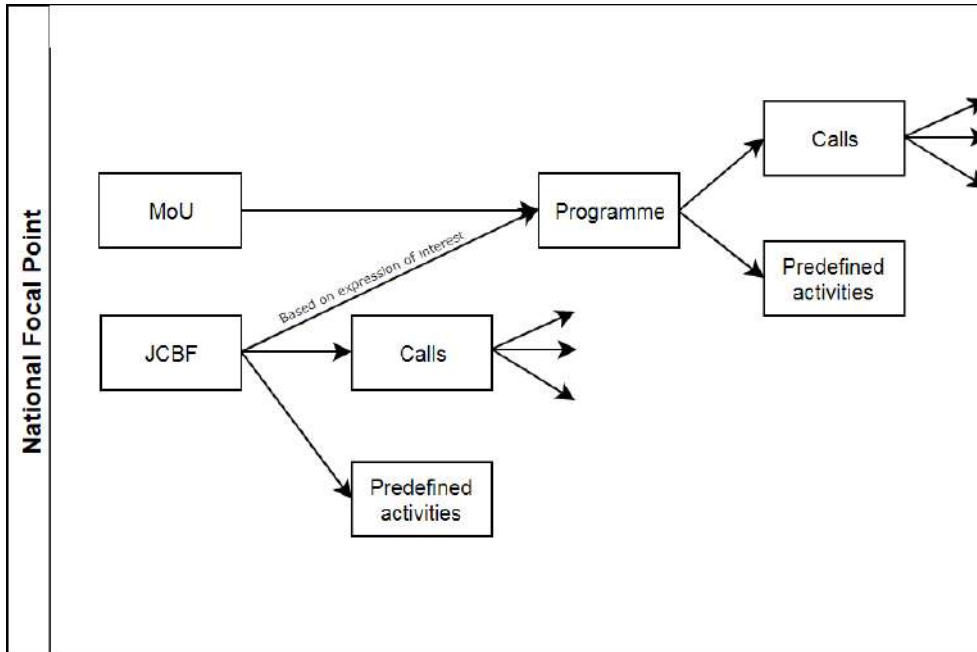 National Focal Point
Calls
MoU
Programme
Based on expression of interest
Predefined
activities
JCBF
Calls
Predefined
activities